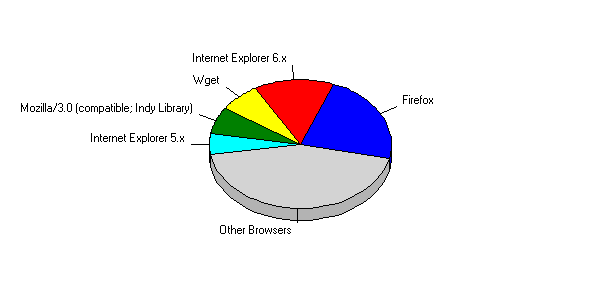 Internet Explorer 6.x
Wget
Firefox
Mozilla/3.0 (compatible; Indy Library)
Internet Explorer 5.x
Other Browsers